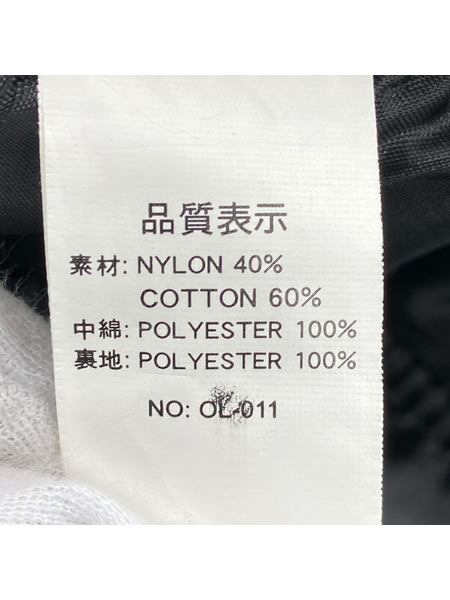 品質表示
素材: NYLON 40%
COTTON 60%
中綿: POLYESTER 100%
裏地: POLYESTER 100%
NO: OL-011